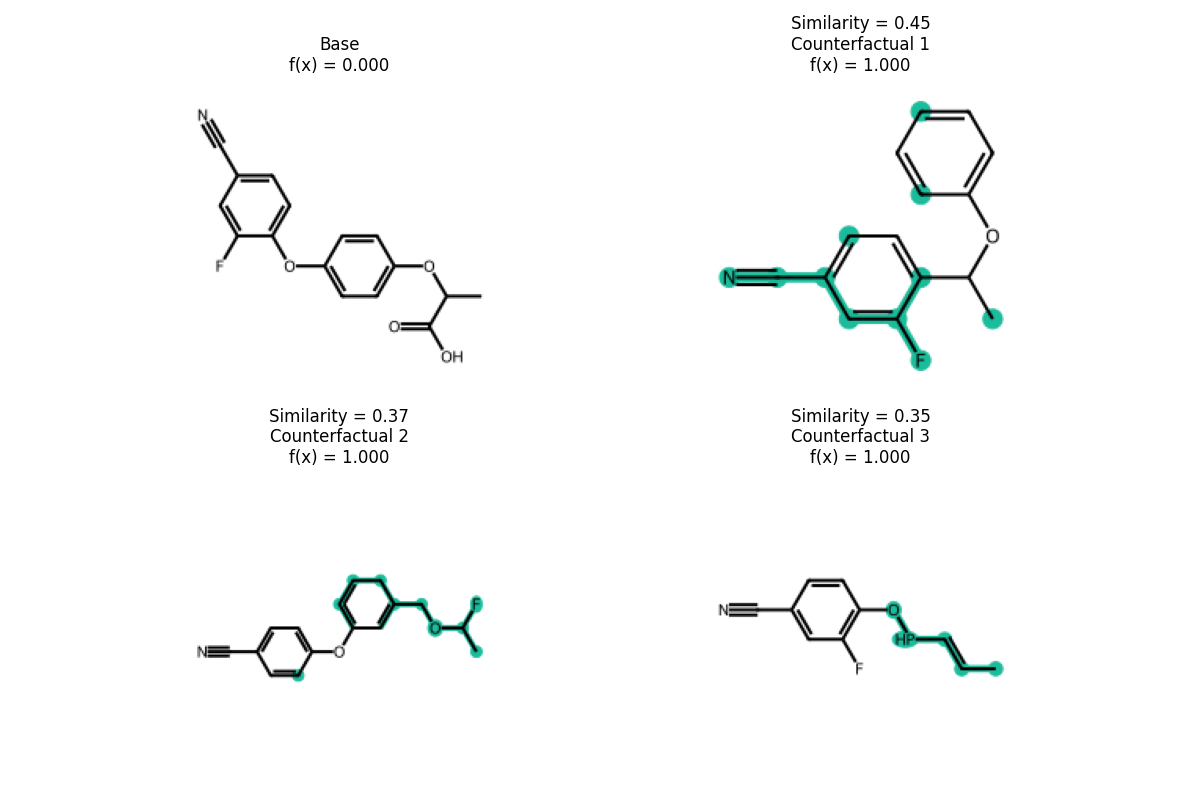 Base
f(x) = 0.000
N
F
O
O
O
OH
Similarity = 0.45
Counterfactual 1
f(x) = 1.000
O
N
F
Similarity = 0.37
Counterfactual 2
f(x) = 1.000
F
O
N
O
Similarity = 0.35
Counterfactual 3
f(x) = 1.000
N
O
HP
F